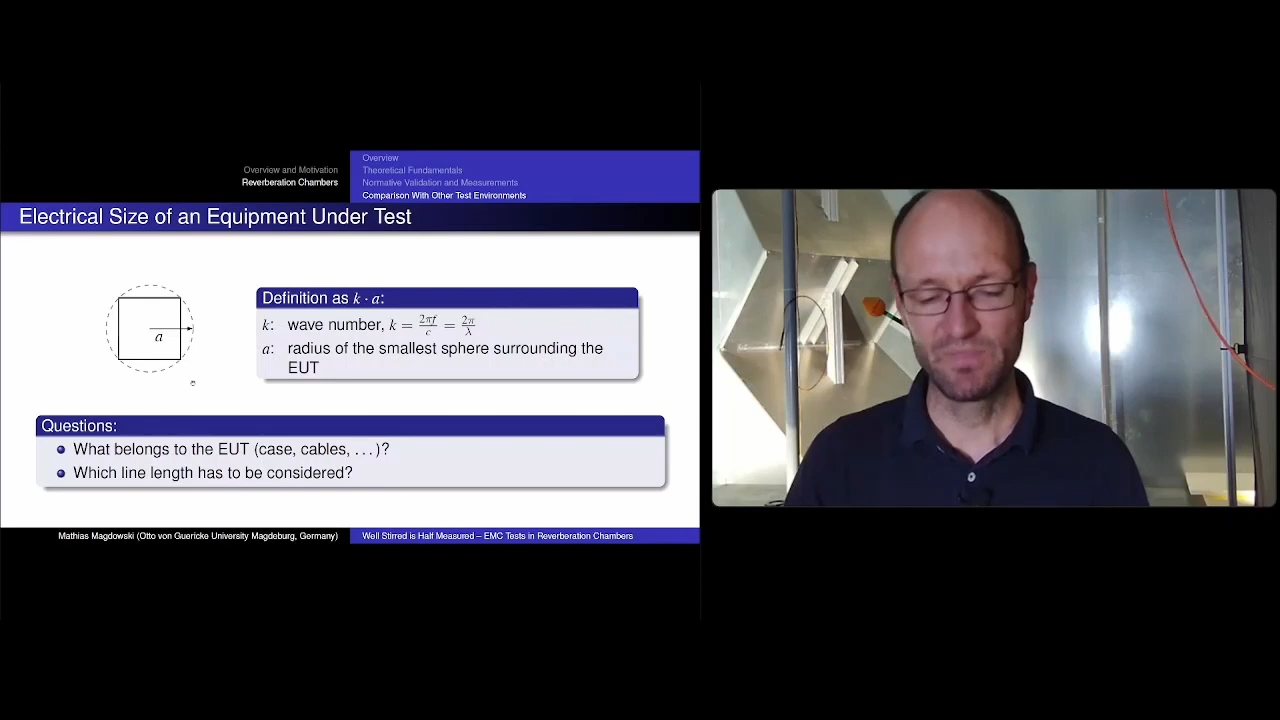 Overview and Motivation
Reverberation Chambers
Overview
Theoretical Fundamentals
Normative Validation and Measurements
Comparison With Other Test Environments
Electrical Size of an Equipment Under Test
a
Definition as k · a:
k: wave number, k = 2πf/c = 2π/λ
a: radius of the smallest sphere surrounding the
EUT
Questions:
What belongs to the EUT (case, cables, ...)?
Which line length has to be considered?
Mathias Magdowski (Otto von Guericke University Magdeburg, Germany)
Well Stirred is Half Measured – EMC Tests in Reverberation Chambers